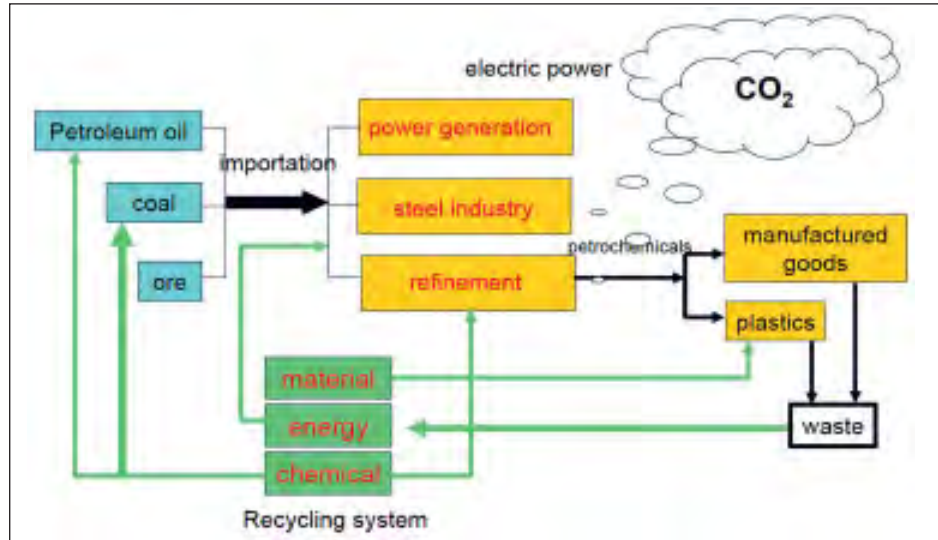 electric power
CO₂
Petroleum oil
power generation
importation
coal
steel industry
petrochemicals
manufactured
goods
ore
refinement
plastics
material
energy
waste
chemical
Recycling system